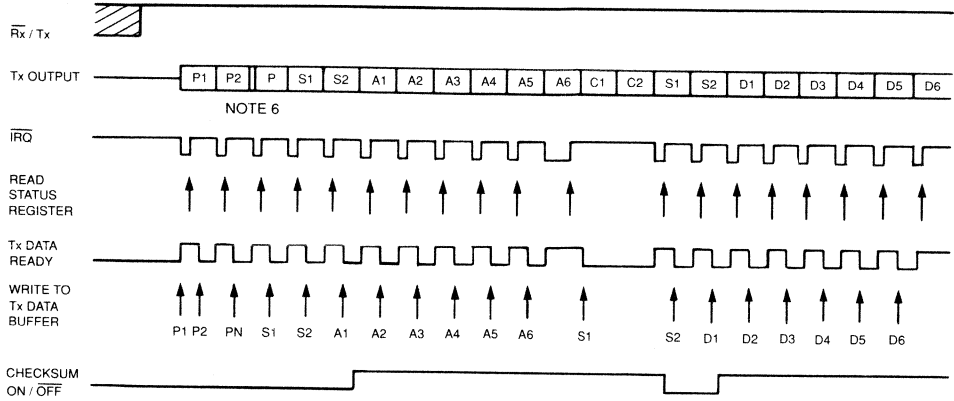 R̅x̅ / Tx
Tx OUTPUT
P1 P2 P S1 S2 A1 A2 A3 A4 A5 A6 C1 C2 S1 S2 D1 D2 D3 D4 D5 D6
NOTE 6
I̅R̅Q̅
READ
STATUS
REGISTER
Tx DATA
READY
WRITE TO
Tx DATA
BUFFER
P1 P2 PN S1 S2 A1 A2 A3 A4 A5 A6 S1 S2 D1 D2 D3 D4 D5 D6
CHECKSUM
ON / O̅F̅F̅